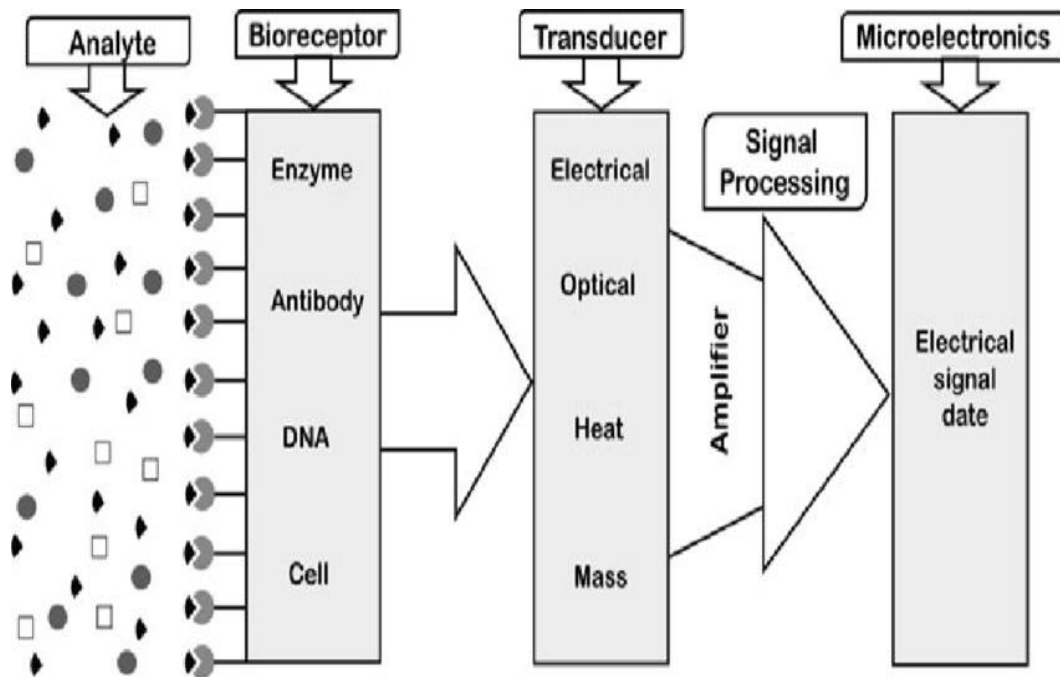 Analyte
Bioreceptor
Transducer
Microelectronics
Enzyme
Antibody
DNA
Cell
Electrical
Optical
Heat
Mass
Signal
Processing
Amplifier
Electrical
signal
date